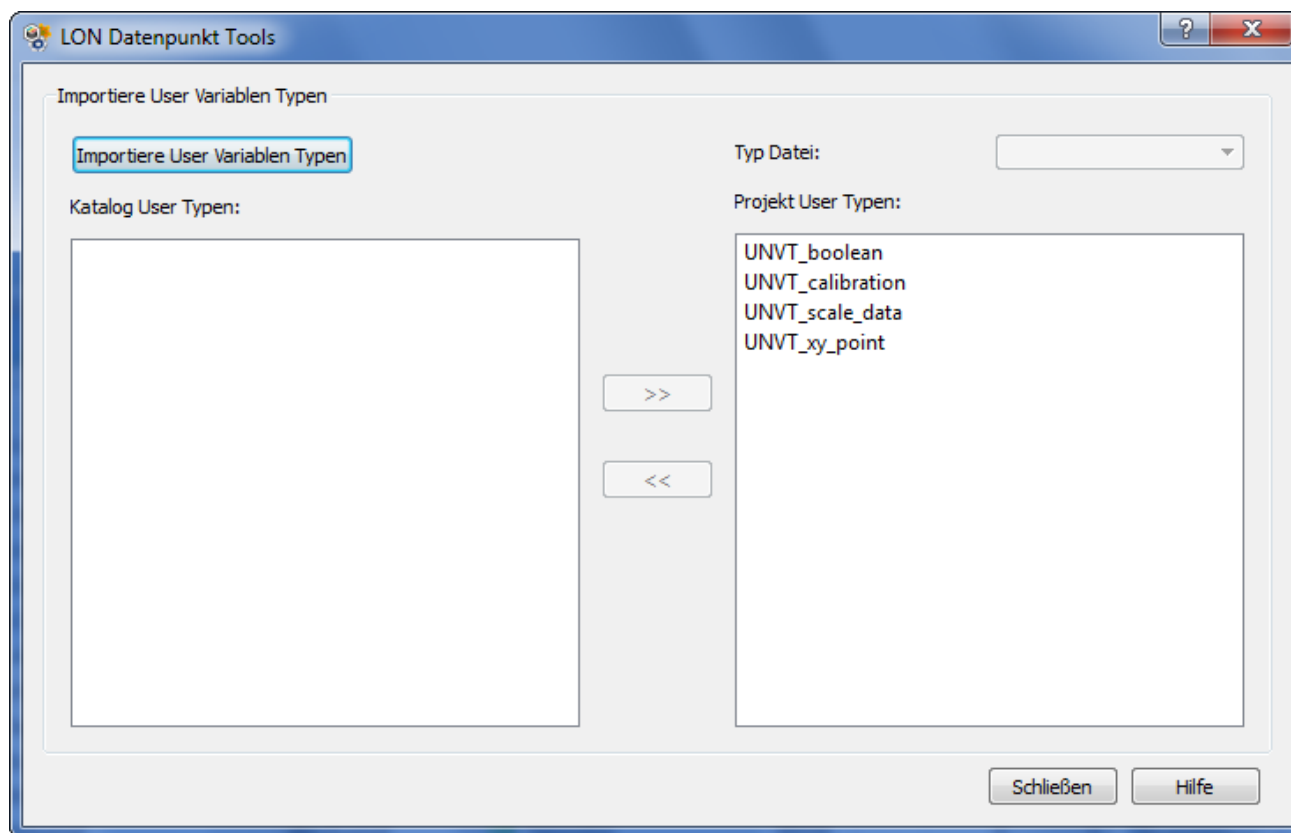 LON Datenpunkt Tools
?
X
Importiere User Variablen Typen
Importiere User Variablen Typen
Typ Datei:
Katalog User Typen:
Projekt User Typen:
UNVT_boolean
UNVT_calibration
UNVT_scale_data
UNVT_xy_point
>>
<<
Schließen
Hilfe